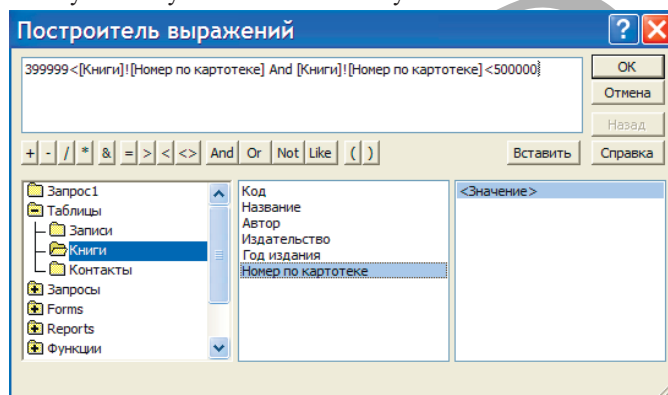 Построитель выражений
?
399999<[Книги]![Номер по картотеке] And [Книги]![Номер по картотеке]<500000
OK
Отмена
Назад
+ - / * & = > < <> And Or Not Like ( ) Вставить Справка
Запрос1
Таблицы
Записи
Книги
Контакты
Запросы
Forms
Reports
Функции
Код
Название
Автор
Издательство
Год издания
Номер по картотеке
<Значение>